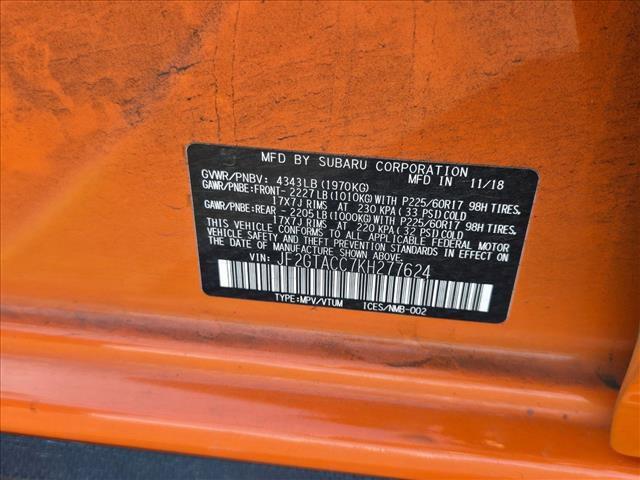 MFD BY SUBARU CORPORATION
GVWR/PNBV: 4343LB (1970KG) MFD IN 11/18
GAWR/PNBE:FRONT- 2227LB (1010KG) WITH P225/60R17 98H TIRES,
17X7J RIMS AT 230 KPA (33 PSI) COLD
GAWR/PNBE:REAR - 2205LB (1000KG) WITH P225/60R17 98H TIRES,
17X7J RIMS AT 220 KPA (32 PSI) COLD
THIS VEHICLE CONFORMS TO ALL APPLICABLE FEDERAL MOTOR
VEHICLE SAFETY AND THEFT PREVENTION STANDARDS IN EFFECT ON
THE DATE OF MANUFACTURE SHOWN ABOVE.
VIN: JF2GTACC7KH277624
TYPE:MPV/VTUM ICES/NMB-002